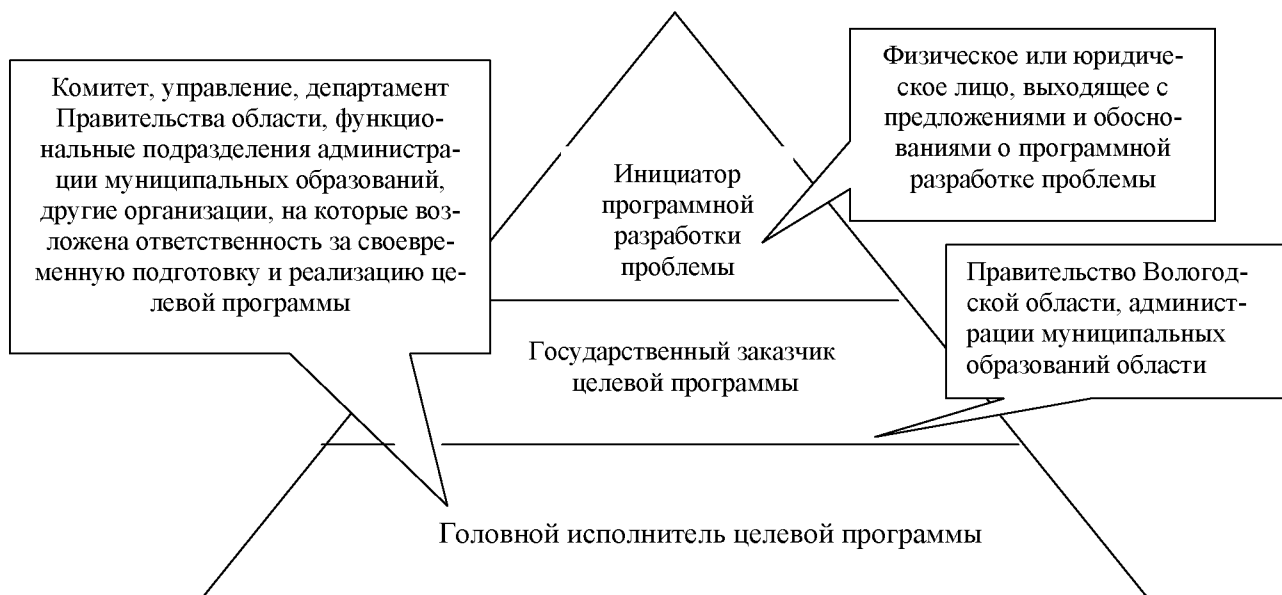 Комитет, управление, департамент
Правительства области, функцио-
нальные подразделения администра-
ции муниципальных образований,
другие организации, на которые воз-
ложена ответственность за своевре-
менную подготовку и реализацию це-
левой программы
Физическое или юридиче-
ское лицо, выходящее с
предложениями и обосно-
ваниями о программной
разработке проблемы
Инициатор
программной
разработки
проблемы
Правительство Вологод-
ской области, админист-
рации муниципальных
образований области
Государственный заказчик
целевой программы
Головной исполнитель целевой программы